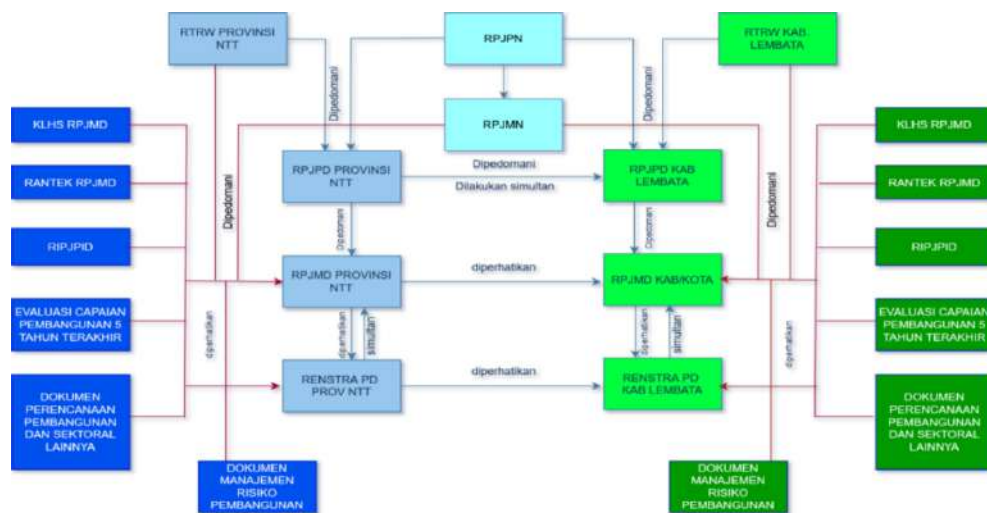 RTRW PROVINSI
NTT
RPJPN
RTRW KAB.
LEMBATA
Dipedomani
Dipedomani
KLHS RPJMD
RPJMN
KLHS RPJMD
RANTEK RPJMD
RPJPD PROVINSI
NTT
Dipedomani
Dilakukan simultan
RPJPD KAB
LEMBATA
RANTEK RPJMD
Dipedomani
Dipedomani
Dipedomani
Dipedomani
RIPJPID
RIPJPID
RPJMD PROVINSI
NTT
diperhatikan
RPJMD KAB/KOTA
EVALUASI CAPAIAN
PEMBANGUNAN 5
TAHUN TERAKHIR
diperhatikan
diperhatikan
simultan
diperhatikan
simultan
diperhatikan
EVALUASI CAPAIAN
PEMBANGUNAN 5
TAHUN TERAKHIR
RENSTRA PD
PROV NTT
diperhatikan
RENSTRA PD
KAB LEMBATA
DOKUMEN
PERENCANAAN
PEMBANGUNAN
DAN SEKTORAL
LAINNYA
DOKUMEN
PERENCANAAN
PEMBANGUNAN
DAN SEKTORAL
LAINNYA
DOKUMEN
MANAJEMEN
RISIKO
PEMBANGUNAN
DOKUMEN
MANAJEMEN
RISIKO
PEMBANGUNAN